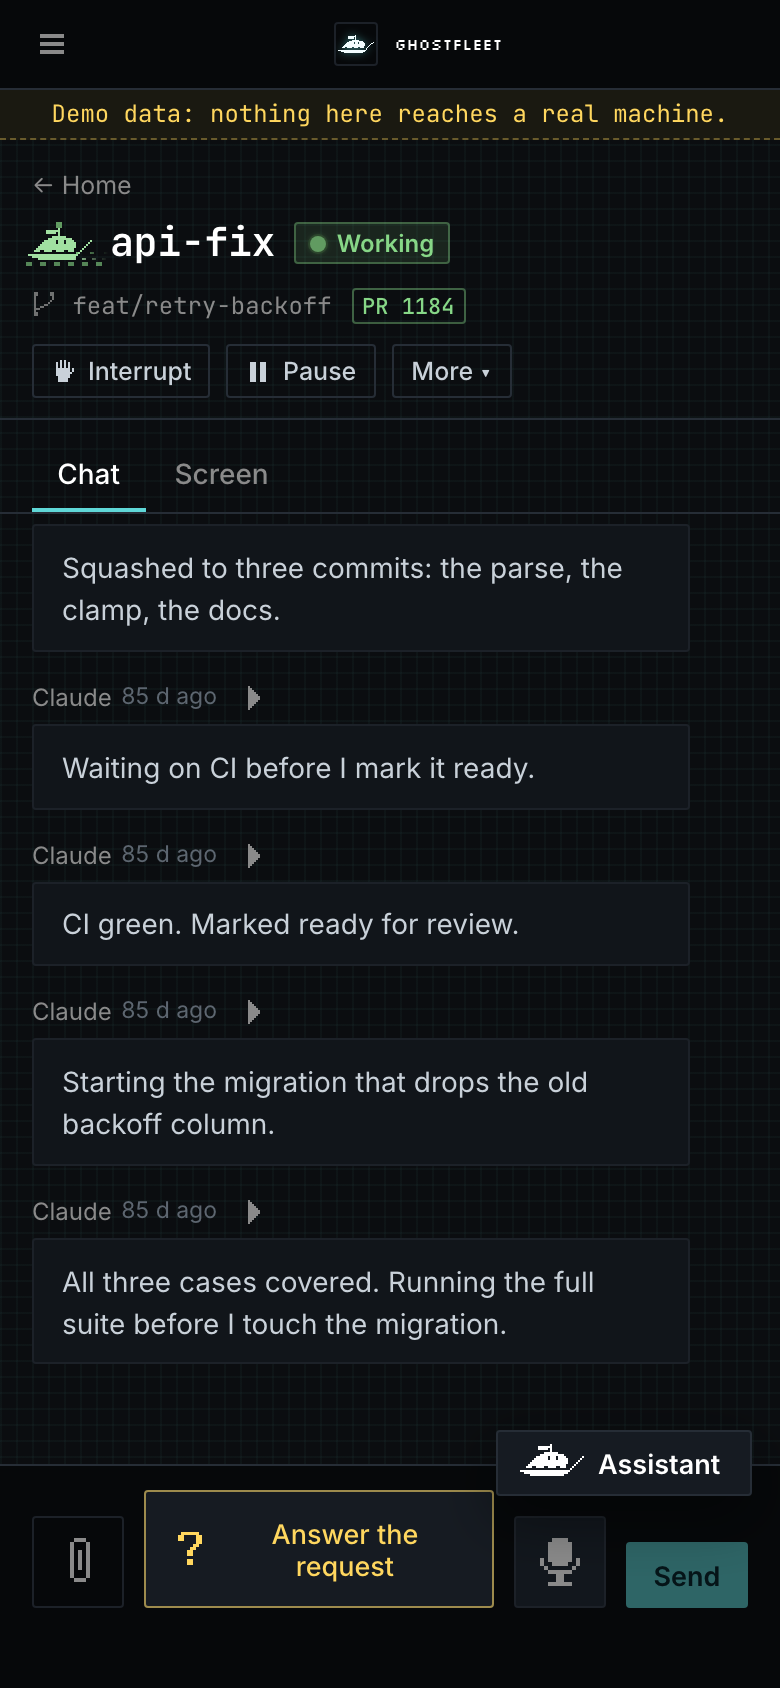 GHOSTFLEET
Demo data: nothing here reaches a real machine.
← Home
api-fix
Working
feat/retry-backoff
PR 1184
Interrupt
Pause
More ▾
Chat
Screen
Squashed to three commits: the parse, the
clamp, the docs.
Claude 85 d ago
Waiting on CI before I mark it ready.
Claude 85 d ago
CI green. Marked ready for review.
Claude 85 d ago
Starting the migration that drops the old
backoff column.
Claude 85 d ago
All three cases covered. Running the full
suite before I touch the migration.
Assistant
? Answer the
request
Send